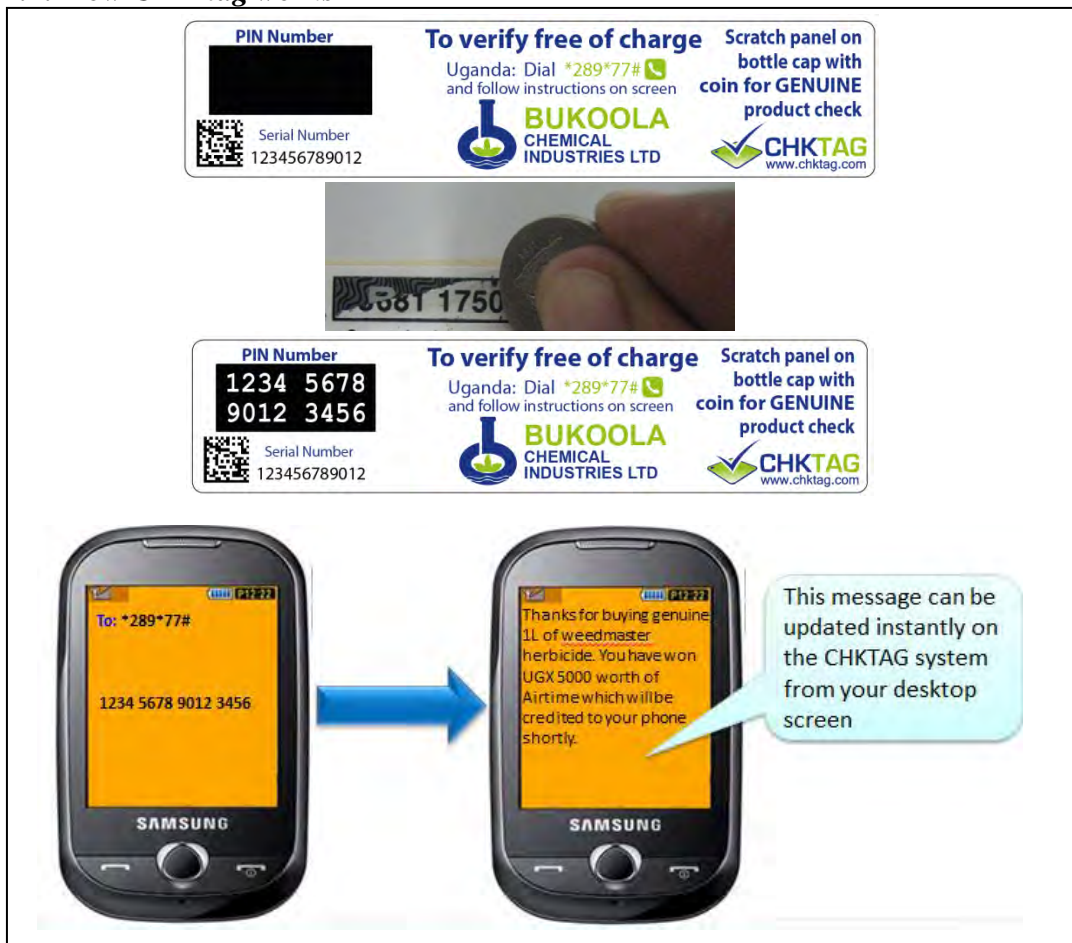 PIN Number
To verify free of charge
Uganda: Dial *289*77#
and follow instructions on screen
BUKOOLA
CHEMICAL
INDUSTRIES LTD
Scratch panel on
bottle cap with
coin for GENUINE
product check
CHKTAG
www.chktag.com
Serial Number
123456789012
1750
PIN Number
1234 5678
9012 3456
To verify free of charge
Uganda: Dial *289*77#
and follow instructions on screen
BUKOOLA
CHEMICAL
INDUSTRIES LTD
Scratch panel on
bottle cap with
coin for GENUINE
product check
CHKTAG
www.chktag.com
Serial Number
123456789012
P12:22
To: *289*77#
1234 5678 9012 3456
SAMSUNG
P12:22
Thanks for buying genuine
1L of weedmaster
herbicide. You have won
UGX 5000 worth of
Airtime which will be
credited to your phone
shortly.
SAMSUNG
This message can be
updated instantly on
the CHKTAG system
from your desktop
screen